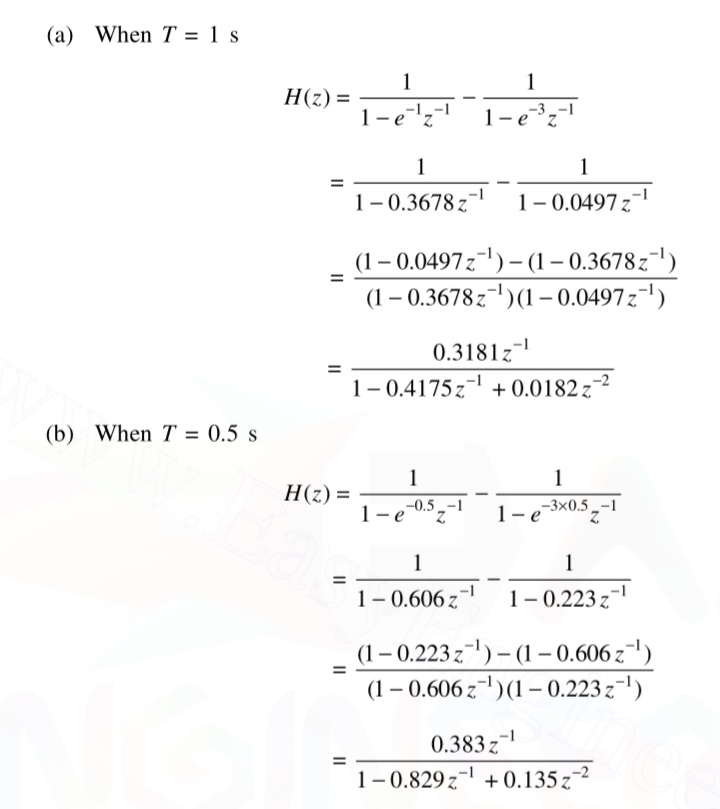 (a) When T = 1 s
H(z) = \frac{1}{1 - e^{-1}z^{-1}} - \frac{1}{1 - e^{-3}z^{-1}}
= \frac{1}{1 - 0.3678z^{-1}} - \frac{1}{1 - 0.0497z^{-1}}
= \frac{(1 - 0.0497z^{-1}) - (1 - 0.3678z^{-1})}{(1 - 0.3678z^{-1})(1 - 0.0497z^{-1})}
= \frac{0.3181z^{-1}}{1 - 0.4175z^{-1} + 0.0182z^{-2}}
(b) When T = 0.5 s
H(z) = \frac{1}{1 - e^{-0.5}z^{-1}} - \frac{1}{1 - e^{-3×0.5}z^{-1}}
= \frac{1}{1 - 0.606z^{-1}} - \frac{1}{1 - 0.223z^{-1}}
= \frac{(1 - 0.223z^{-1}) - (1 - 0.606z^{-1})}{(1 - 0.606z^{-1})(1 - 0.223z^{-1})}
= \frac{0.383z^{-1}}{1 - 0.829z^{-1} + 0.135z^{-2}}